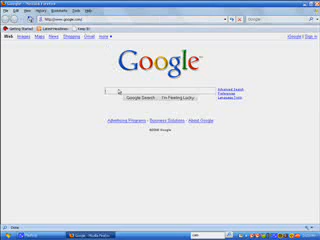 Google - Mozilla Firefox
File Edit View History Bookmarks Tools Help
http://www.google.com/
Google
Getting Started Latest Headlines
Web Images Maps News Shopping Gmail more ▼
iGoogle | Sign in
Google™
Advanced Search
Preferences
Language Tools
Google Search I'm Feeling Lucky
Advertising Programs - Business Solutions - About Google
©2008 Google
Done
Google - Mozilla Firefox